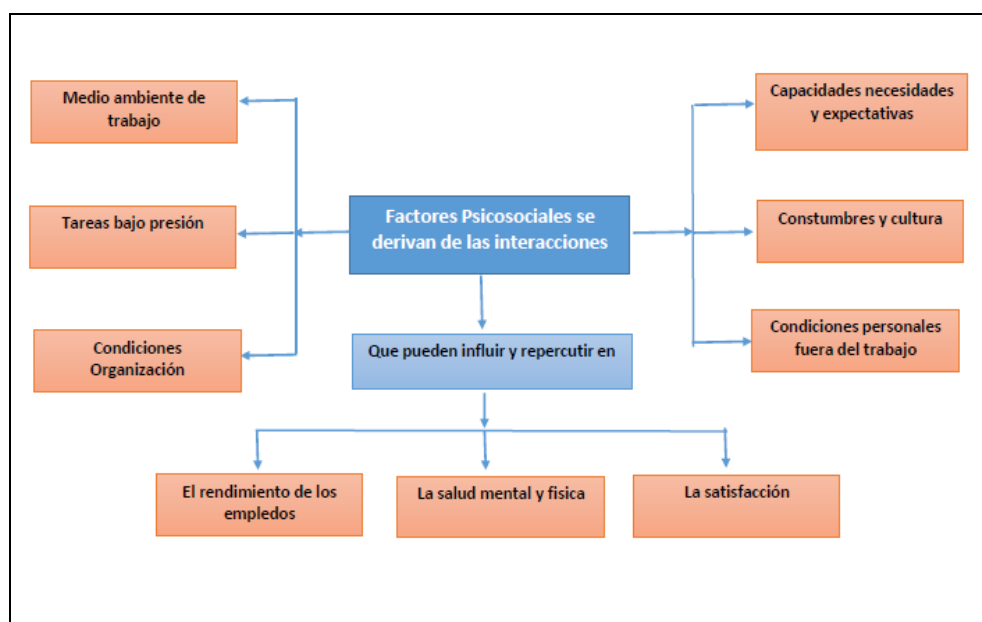 Medio ambiente de
trabajo
Tareas bajo presión
Condiciones
Organización
Factores Psicosociales se
derivan de las interacciones
Capacidades necesidades
y expectativas
Constumbres y cultura
Condiciones personales
fuera del trabajo
Que pueden influir y repercutir en
El rendimiento de los
empledos
La salud mental y fisica
La satisfacción